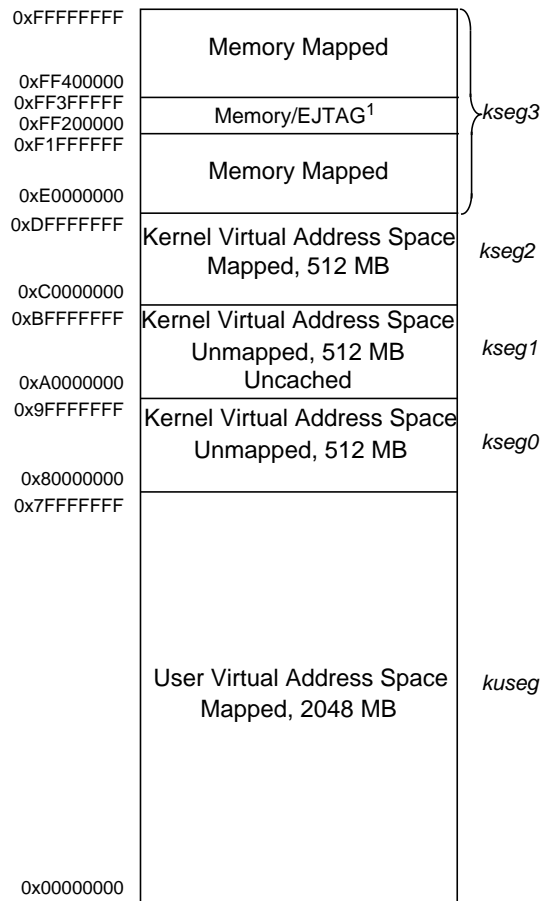 0xFFFFFFFF
Memory Mapped
0xFF400000
0xFF3FFFFF
Memory/EJTAG1
kseg3
0xFF200000
0xF1FFFFFF
Memory Mapped
0xE0000000
0xDFFFFFFF
Kernel Virtual Address Space
Mapped, 512 MB
kseg2
0xC0000000
0xBFFFFFFF
Kernel Virtual Address Space
Unmapped, 512 MB
Uncached
kseg1
0xA0000000
0x9FFFFFFF
Kernel Virtual Address Space
Unmapped, 512 MB
kseg0
0x80000000
0x7FFFFFFF
User Virtual Address Space
Mapped, 2048 MB
kuseg
0x00000000